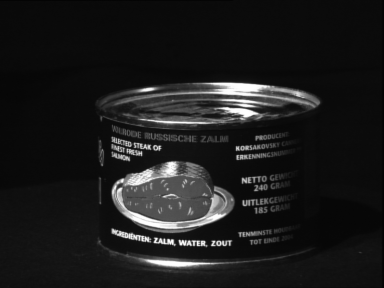 WILRODE RUSSISCHE ZALM
SELECTED STEAK OF
FINEST FRESH
SALMON
INGREDIËNTEN: ZALM, WATER, ZOUT
PRODUCENT:
KORSAKOVSKY
NETTO
240 GRAM
UITLEKGEWICHT
185 GRAM
TENMINSTE
TOT EINDE